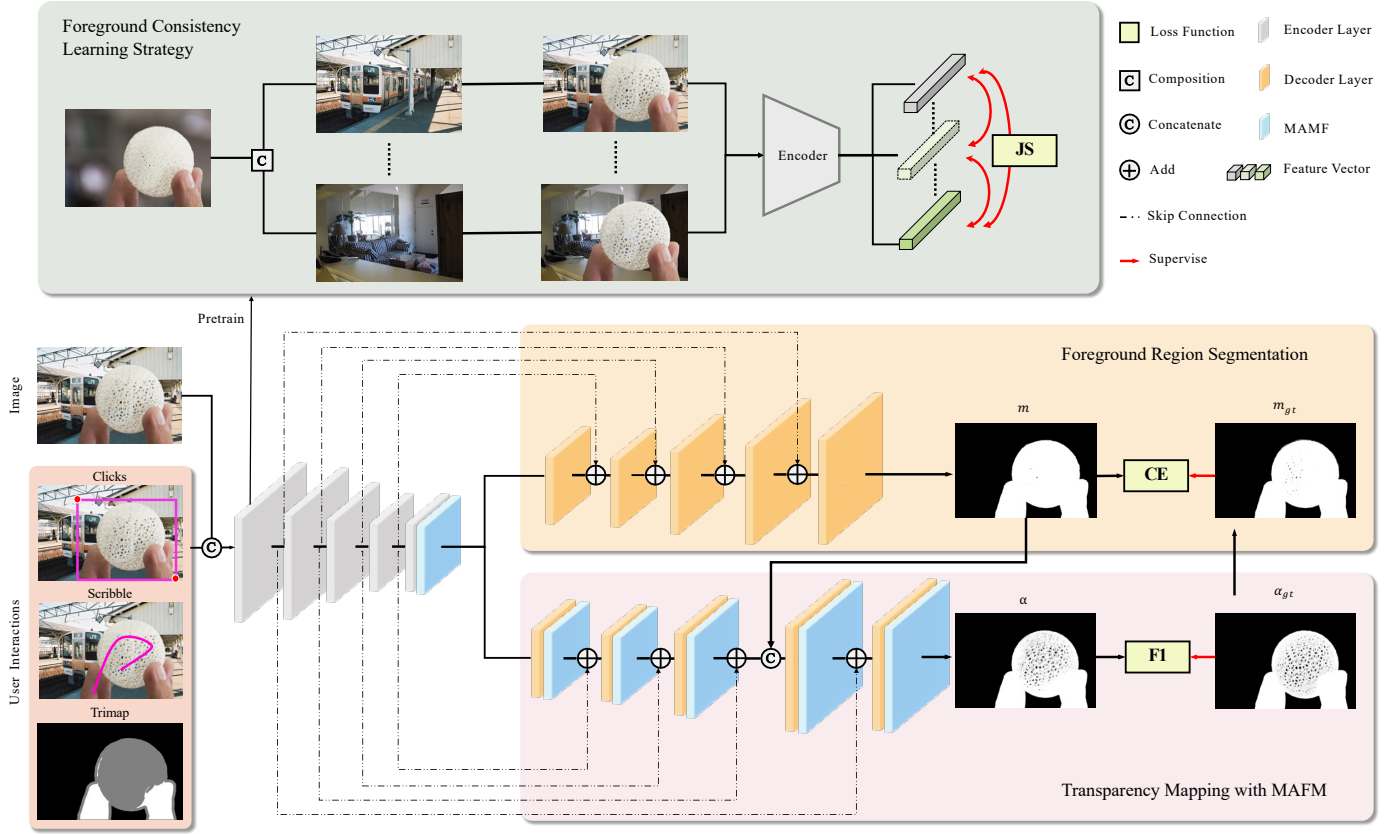 Foreground Consistency
Learning Strategy
C
Encoder
JS
Loss Function
Encoder Layer
C
Composition
Decoder Layer
C
Concatenate
MAMF
Add
Feature Vector
Skip Connection
Supervise
Pretrain
Image
User Interactions
Clicks
Scribble
Trimap
C
Foreground Region Segmentation
m
CE
m_gt
C
α
F1
α_gt
Transparency Mapping with MAFM